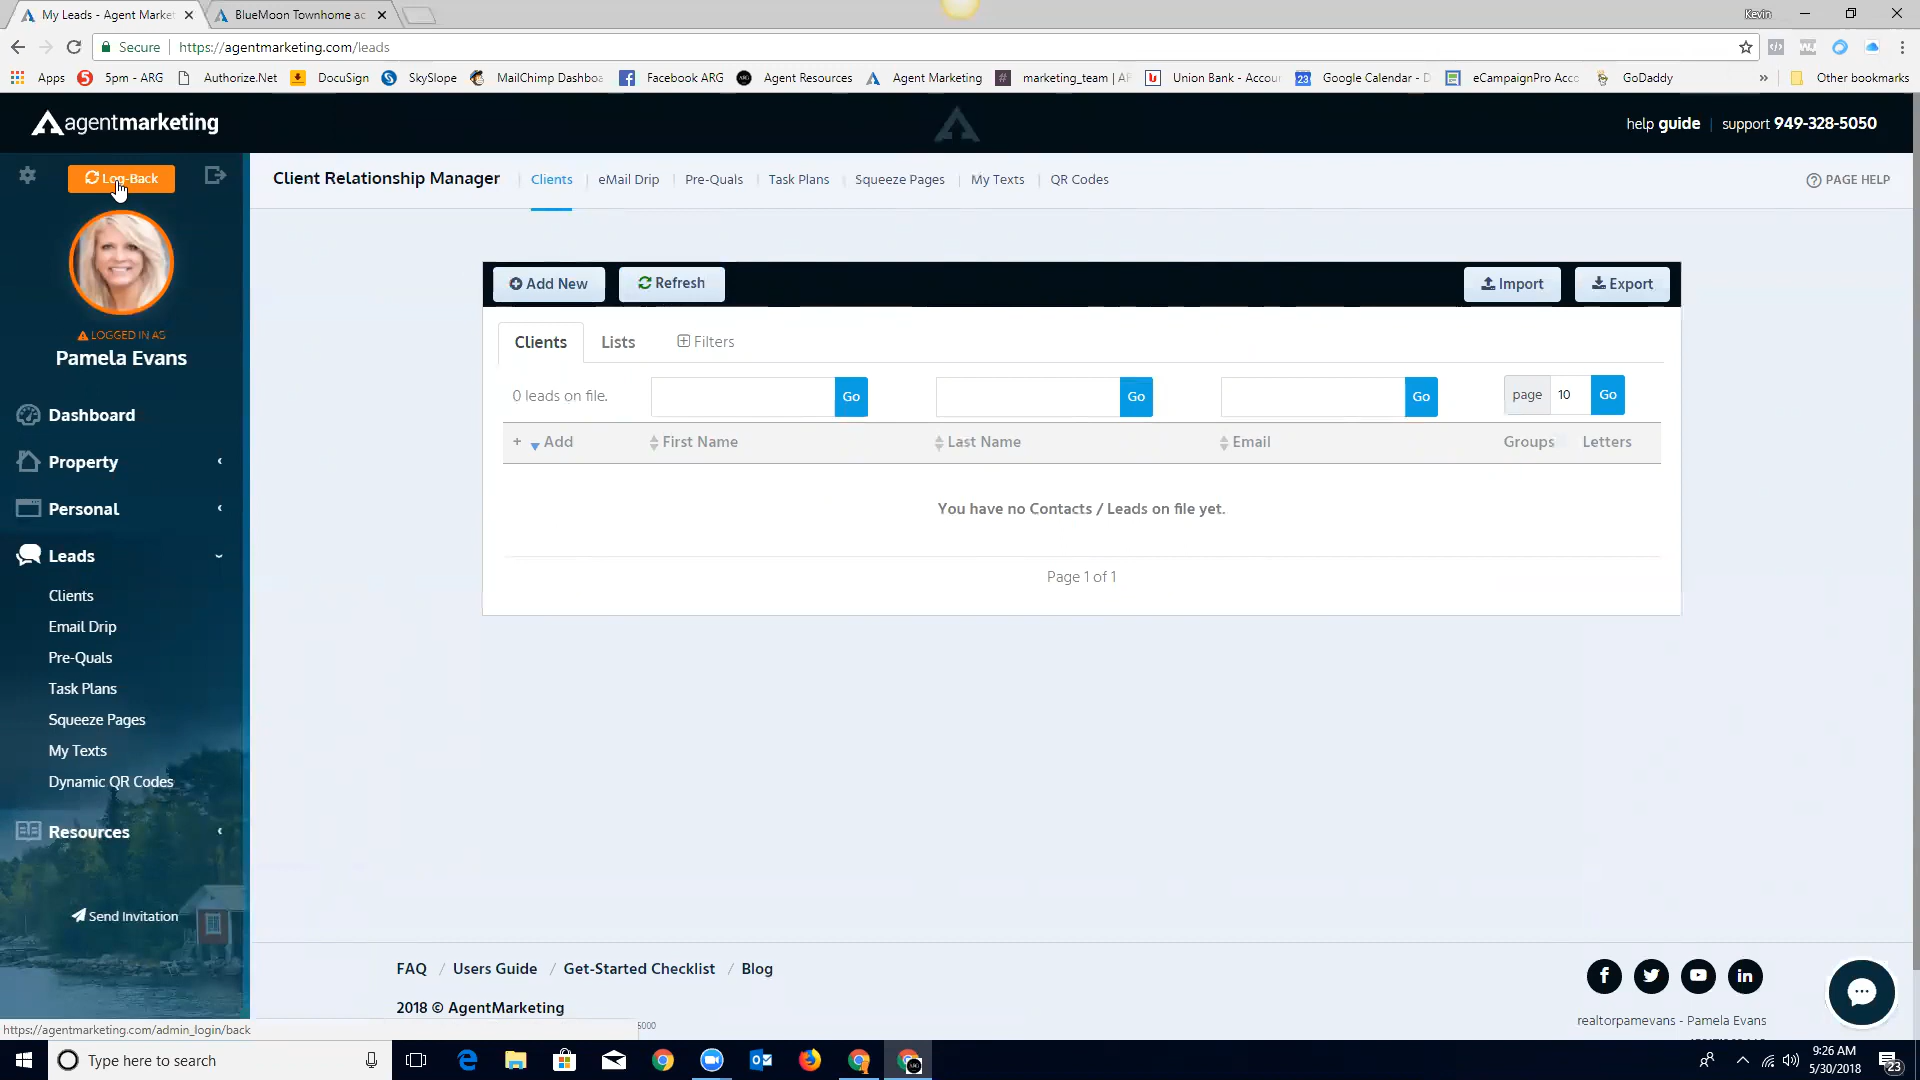 My Leads - Agent Market
BlueMoon Townhome ac
Kevin
Secure
https://agentmarketing.com/leads
Apps
5pm - ARG
Authorize.Net
DocuSign
SkySlope
MailChimp Dashboa
Facebook ARG
Agent Resources
Agent Marketing
marketing_team | AF
Union Bank - Accou
Google Calendar - D
eCampaignPro Acco
GoDaddy
»
Other bookmarks
agentmarketing
help guide | support 949-328-5050
Log-Back
Client Relationship Manager
Clients
eMail Drip
Pre-Quals
Task Plans
Squeeze Pages
My Texts
QR Codes
PAGE HELP
LOGGED IN AS
Pamela Evans
Dashboard
Property
Personal
Leads
Clients
Email Drip
Pre-Quals
Task Plans
Squeeze Pages
My Texts
Dynamic QR Codes
Resources
Send Invitation
Add New
Refresh
Import
Export
Clients
Lists
Filters
0 leads on file.
Go
Go
Go
page 10 Go
+ Add
First Name
Last Name
Email
Groups
Letters
You have no Contacts / Leads on file yet.
Page 1 of 1
FAQ / Users Guide / Get-Started Checklist / Blog
2018 © AgentMarketing
realtorpamevans - Pamela Evans
https://agentmarketing.com/admin_login/back
Type here to search
9:26 AM
5/30/2018
23